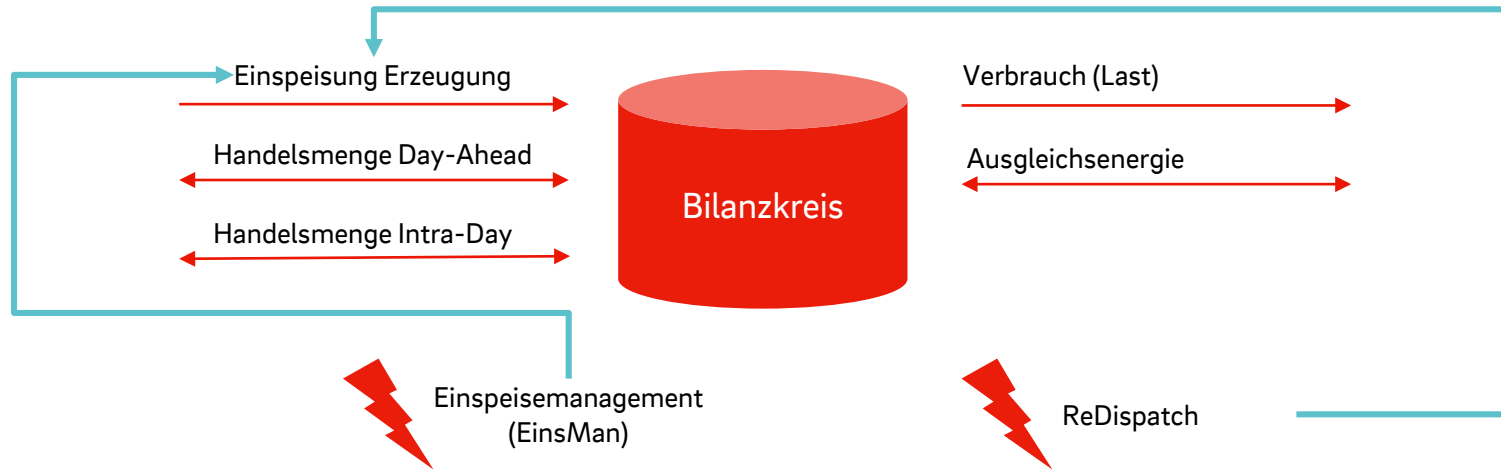 Einspeisung Erzeugung
Handelsmenge Day-Ahead
Handelsmenge Intra-Day
Bilanzkreis
Verbrauch (Last)
Ausgleichsenergie
Einspeisemanagement
(EinsMan)
ReDispatch